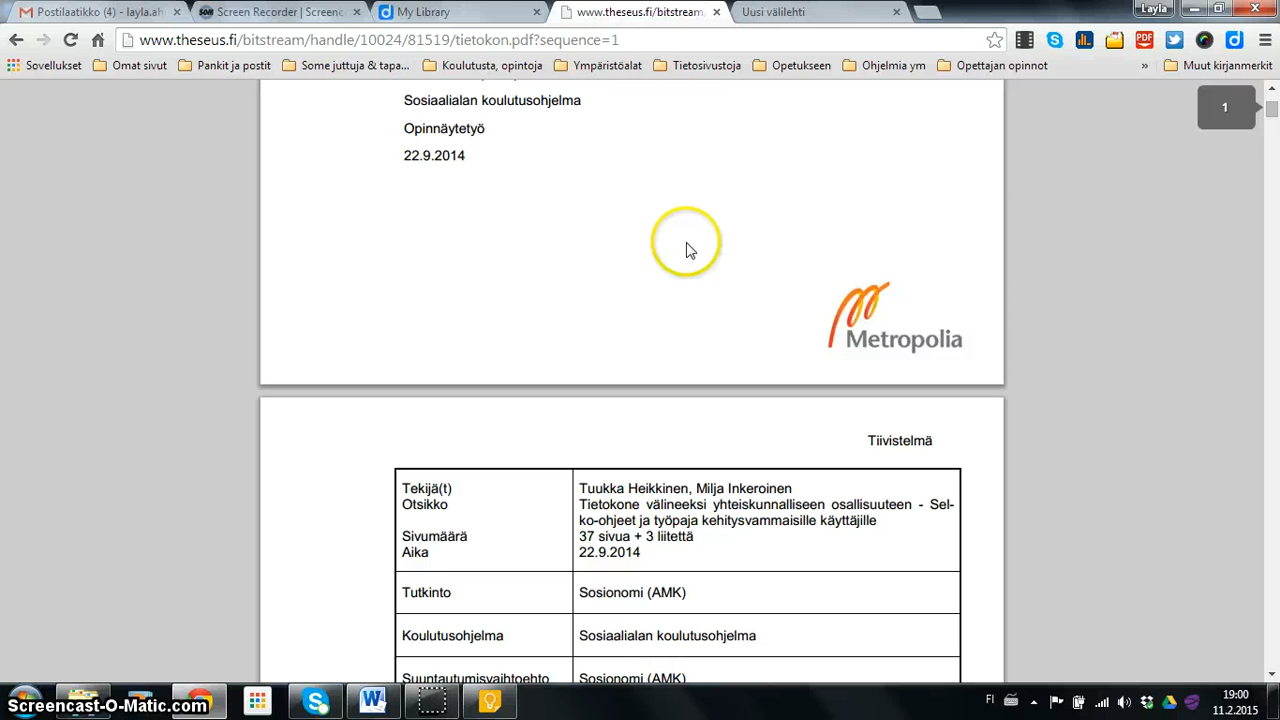 Postilaatikko (4) - layla.ah
Screen Recorder | Screenc
My Library
www.theseus.fi/bitstream
Uusi välilehti
Layla
www.theseus.fi/bitstream/handle/10024/81519/tietokon.pdf?sequence=1
Sovellukset
Omat sivut
Pankit ja postit
Some juttuja & tapa...
Koulutusta, opintoja
Ympäristöalat
Tietosivustoja
Opetukseen
Ohjelmia ym
Opettajan opinnot
»
Muut kirjanmerkit
Sosiaalialan koulutusohjelma
1
Opinnäytetyö
22.9.2014
Metropolia
Tiivistelmä
Tekijä(t) Tuukka Heikkinen, Milja Inkeroinen
Otsikko Tietokone välineeksi yhteiskunnalliseen osallisuuteen - Sel-
ko-ohjeet ja työpaja kehitysvammaisille käyttäjille
Sivumäärä 37 sivua + 3 liitettä
Aika 22.9.2014
Tutkinto Sosionomi (AMK)
Koulutusohjelma Sosiaalialan koulutusohjelma
Suuntautumisvaihtoehto Sosionomi (AMK)
FI
19:00
11.2.2015
Screencast-O-Matic.com